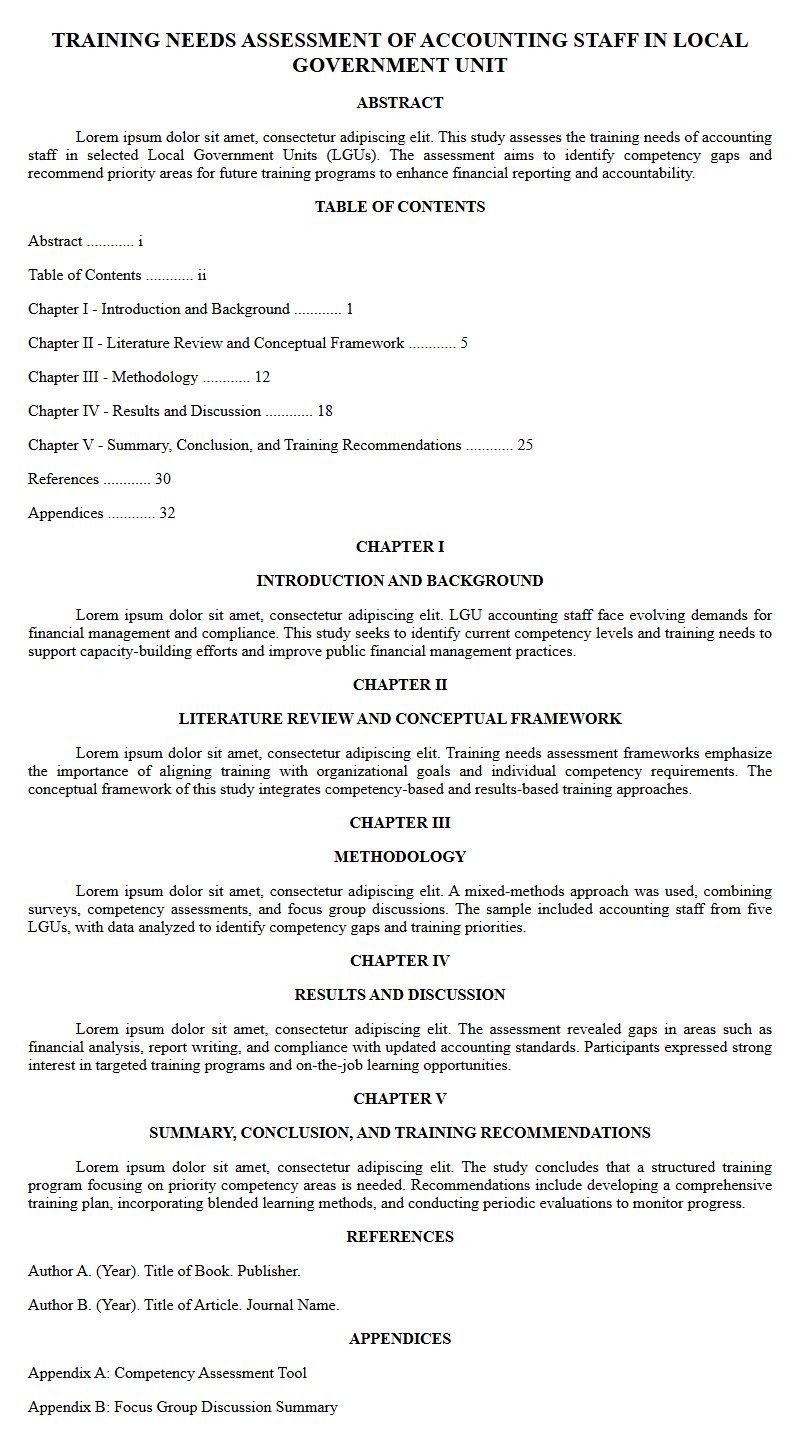 TRAINING NEEDS ASSESSMENT OF ACCOUNTING STAFF IN LOCAL
GOVERNMENT UNIT
ABSTRACT
Lorem ipsum dolor sit amet, consectetur adipiscing elit. This study assesses the training needs of accounting
staff in selected Local Government Units (LGUs). The assessment aims to identify competency gaps and
recommend priority areas for future training programs to enhance financial reporting and accountability.
TABLE OF CONTENTS
Abstract ............ i
Table of Contents ............ ii
Chapter I - Introduction and Background ............ 1
Chapter II - Literature Review and Conceptual Framework ............ 5
Chapter III - Methodology ............ 12
Chapter IV - Results and Discussion ............ 18
Chapter V - Summary, Conclusion, and Training Recommendations ............ 25
References ............ 30
Appendices ............ 32
CHAPTER I
INTRODUCTION AND BACKGROUND
Lorem ipsum dolor sit amet, consectetur adipiscing elit. LGU accounting staff face evolving demands for
financial management and compliance. This study seeks to identify current competency levels and training needs to
support capacity-building efforts and improve public financial management practices.
CHAPTER II
LITERATURE REVIEW AND CONCEPTUAL FRAMEWORK
Lorem ipsum dolor sit amet, consectetur adipiscing elit. Training needs assessment frameworks emphasize
the importance of aligning training with organizational goals and individual competency requirements. The
conceptual framework of this study integrates competency-based and results-based training approaches.
CHAPTER III
METHODOLOGY
Lorem ipsum dolor sit amet, consectetur adipiscing elit. A mixed-methods approach was used, combining
surveys, competency assessments, and focus group discussions. The sample included accounting staff from five
LGUs, with data analyzed to identify competency gaps and training priorities.
CHAPTER IV
RESULTS AND DISCUSSION
Lorem ipsum dolor sit amet, consectetur adipiscing elit. The assessment revealed gaps in areas such as
financial analysis, report writing, and compliance with updated accounting standards. Participants expressed strong
interest in targeted training programs and on-the-job learning opportunities.
CHAPTER V
SUMMARY, CONCLUSION, AND TRAINING RECOMMENDATIONS
Lorem ipsum dolor sit amet, consectetur adipiscing elit. The study concludes that a structured training
program focusing on priority competency areas is needed. Recommendations include developing a comprehensive
training plan, incorporating blended learning methods, and conducting periodic evaluations to monitor progress.
REFERENCES
Author A. (Year). Title of Book. Publisher.
Author B. (Year). Title of Article. Journal Name.
APPENDICES
Appendix A: Competency Assessment Tool
Appendix B: Focus Group Discussion Summary